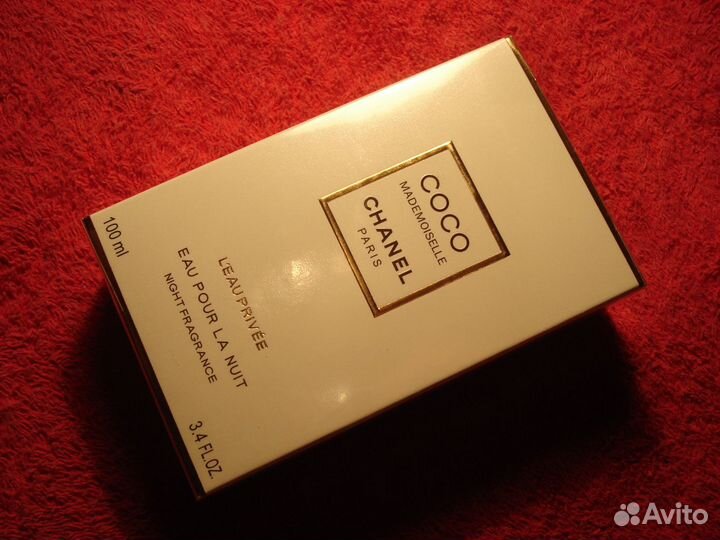 COCO
MADEMOISELLE
CHANEL
PARIS
L'EAU PRIVÉE
EAU POUR LA NUIT
NIGHT FRAGRANCE
100 ml
3.4 FL.OZ.
Avito